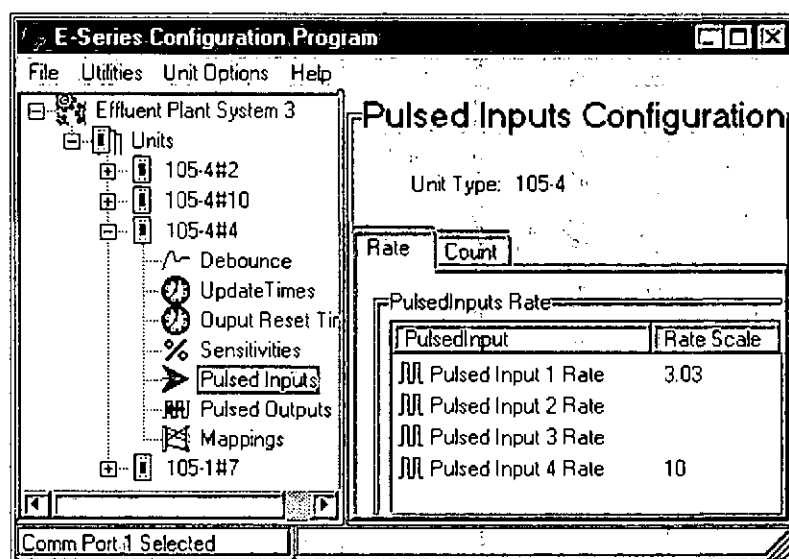 E-Series Configuration Program
File Utilities Unit Options Help
Effluent Plant System 3
Units
105-4#2
105-4#10
105-4#4
Debounce
UpdateTimes
Ouput Reset Tir
Sensitivities
Pulsed Inputs
Pulsed Outputs
Mappings
105-1#7
Pulsed Inputs Configuration
Unit Type: 105-4
Rate Count
PulsedInputs Rate
PulsedInput Rate Scale
Pulsed Input 1 Rate 3.03
Pulsed Input 2 Rate
Pulsed Input 3 Rate
Pulsed Input 4 Rate 10
Comm Port 1 Selected